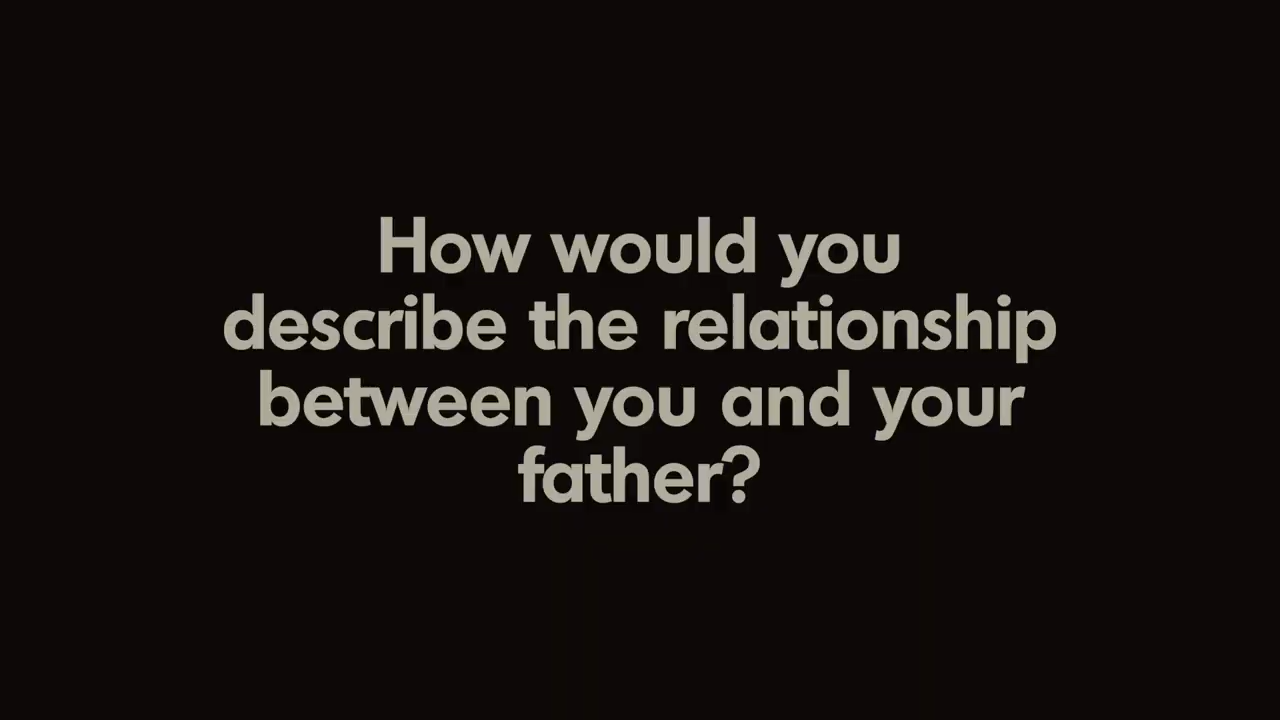 How would you
describe the relationship
between you and your
father?